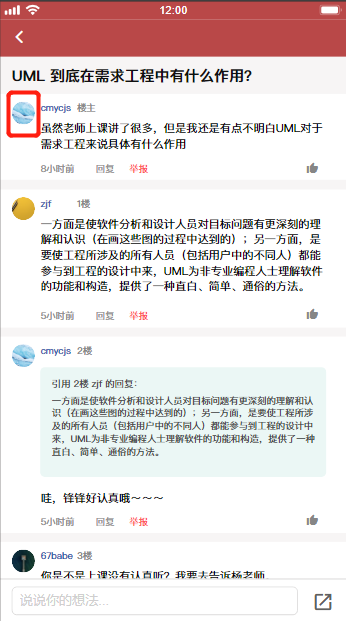 12:00
UML 到底在需求工程中有什么作用?
cmycjs 楼主
虽然老师上课讲了很多，但是我还是有点不明白UML对于
需求工程来说具体有什么作用
8小时前 回复 举报
zjf 1楼
一方面是使软件分析和设计人员对目标问题有更深刻的理
解和认识（在画这些图的过程中达到的）；另一方面，是
要使工程所涉及的所有人员（包括用户中的不同人）都能
参与到工程的设计中来，UML为非专业编程人士理解软件
的功能和构造，提供了一种直白、简单、通俗的方法。
5小时前 回复 举报
cmycjs 2楼
引用 2楼 zjf 的回复：
一方面是使软件分析和设计人员对目标问题有更深刻的理解和认
识（在画这些图的过程中达到的）；另一方面，是要使工程所涉
及的所有人员（包括用户中的不同人）都能参与到工程的设计中
来，UML为非专业编程人士理解软件的功能和构造，提供了一种
直白、简单、通俗的方法。
哇，锋锋好认真哦～～～
5小时前 回复 举报
67babe 3楼
你是不是上课没有认真听？我要去告诉杨老师
说说你的想法...